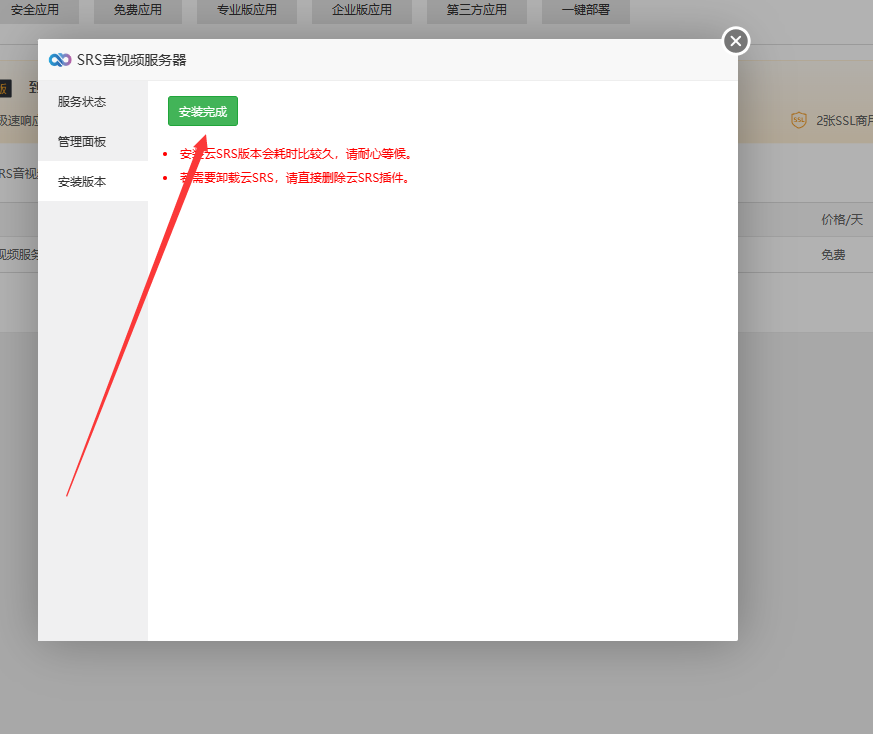 安全应用 免费应用 专业版应用 企业版应用 第三方应用 一键部署
SRS音视频服务器
服务状态
管理面板
安装版本
安装完成
安装云SRS版本会耗时比较久，请耐心等候。
若需要卸载云SRS，请直接删除云SRS插件。
版 到
极速响应
SSL 2张SSL商用
RS音视频
价格/天
视频服务
免费